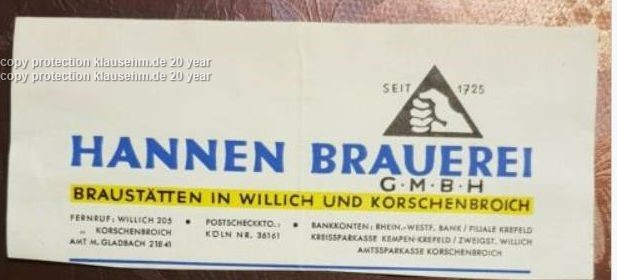 copy protection klausehm.de 20 year
copy protection klausehm.de 20 year
SEIT 1725
HANNEN BRAUEREI
G·M·B·H
BRAUSTÄTTEN IN WILLICH UND KORSCHENBROICH
FERNRUF: WILLICH 205 • POSTSCHECKKTO.: • BANKKONTEN: RHEIN.-WESTF. BANK / FILIALE KREFELD
„ KORSCHENBROICH KÖLN NR. 36161 KREISSPARKASSE KEMPEN-KREFELD / ZWEIGST. WILLICH
AMT M. GLADBACH 218 41 AMTSSPARKASSE KORSCHENBROICH